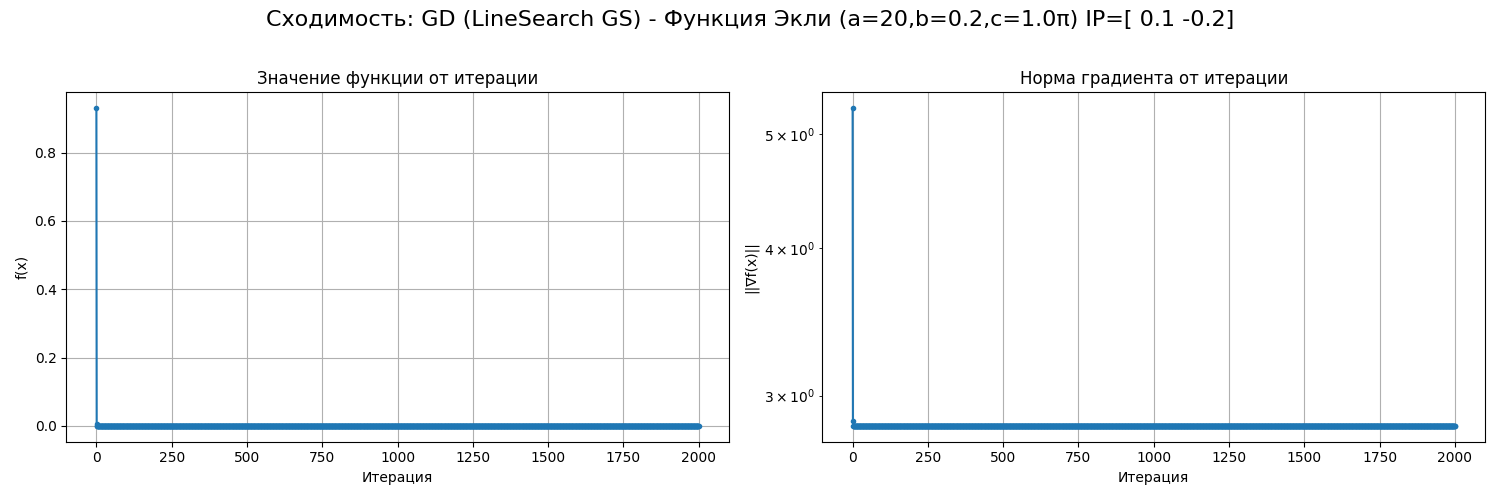 Сходимость: GD (LineSearch GS) - Функция Экли (a=20,b=0.2,c=1.0π) IP=[ 0.1 -0.2]
Значение функции от итерации
f(x)
0.8
0.6
0.4
0.2
0.0
0 250 500 750 1000 1250 1500 1750 2000
Итерация
Норма градиента от итерации
||∇f(x)||
5 × 10⁰
4 × 10⁰
3 × 10⁰
0 250 500 750 1000 1250 1500 1750 2000
Итерация